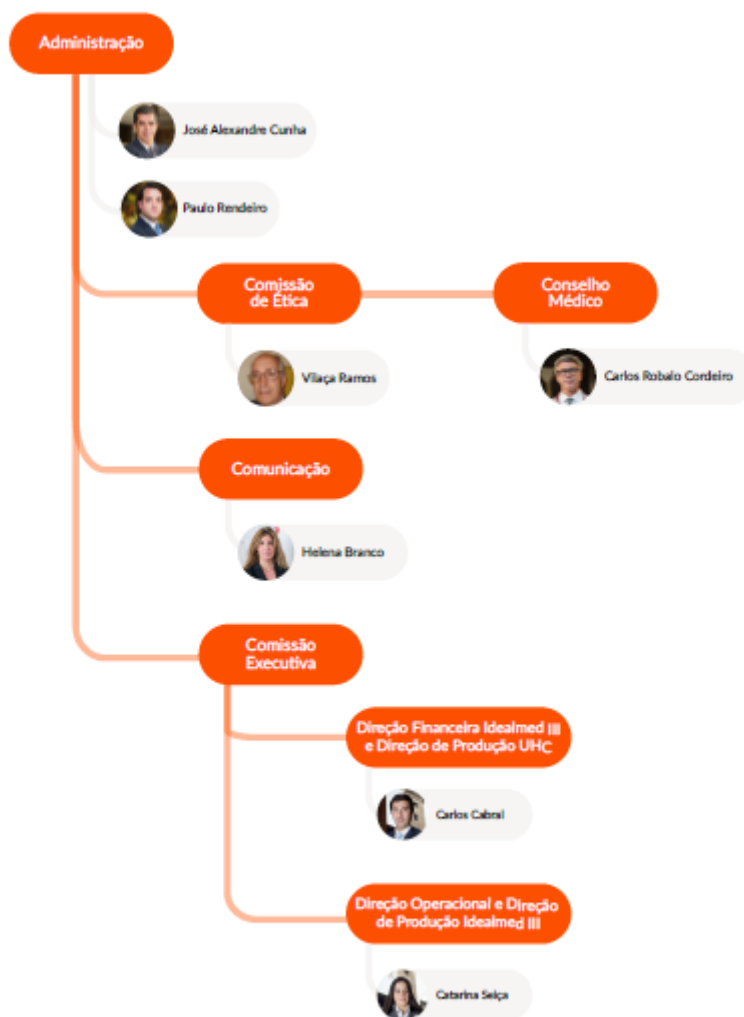 Administração
José Alexandre Cunha
Paulo Rendeiro
Comissão
de Ética
Conselho
Médico
Vilaça Ramos
Carlos Robalo Cordeiro
Comunicação
Helena Branco
Comissão
Executiva
Direção Financeira Idealmed III
e Direção de Produção UHC
Carlos Cabral
Direção Operacional e Direção
de Produção Idealmed III
Catarina Seiça